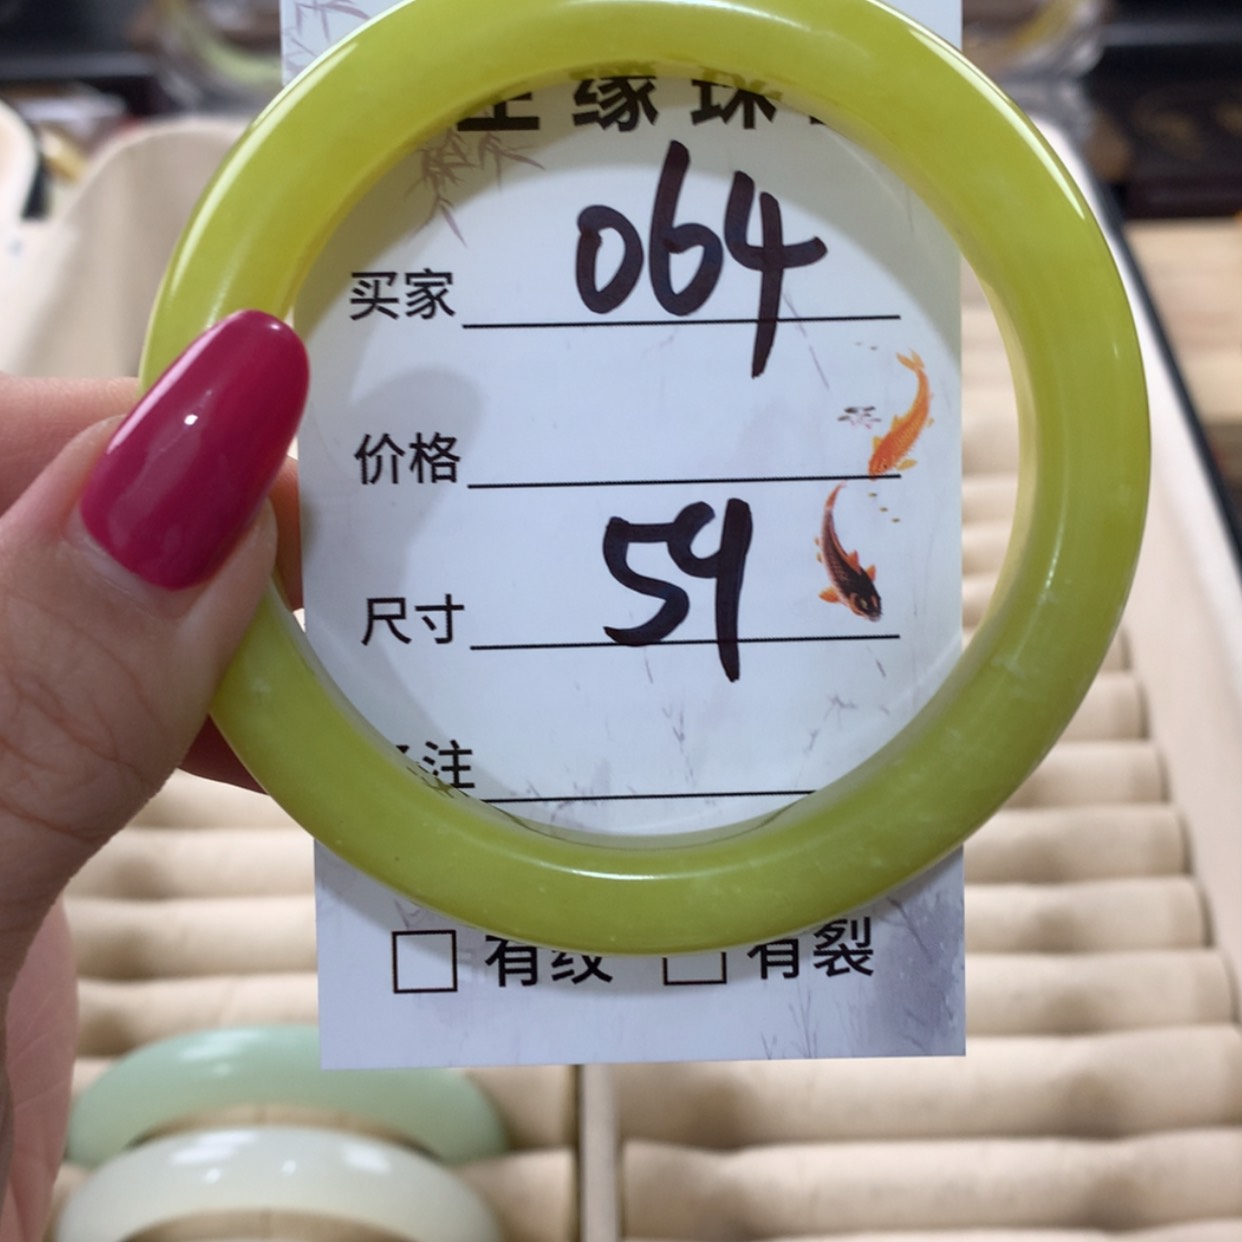 缘珠
买家 064
价格
尺寸 59
注
有纹 有裂